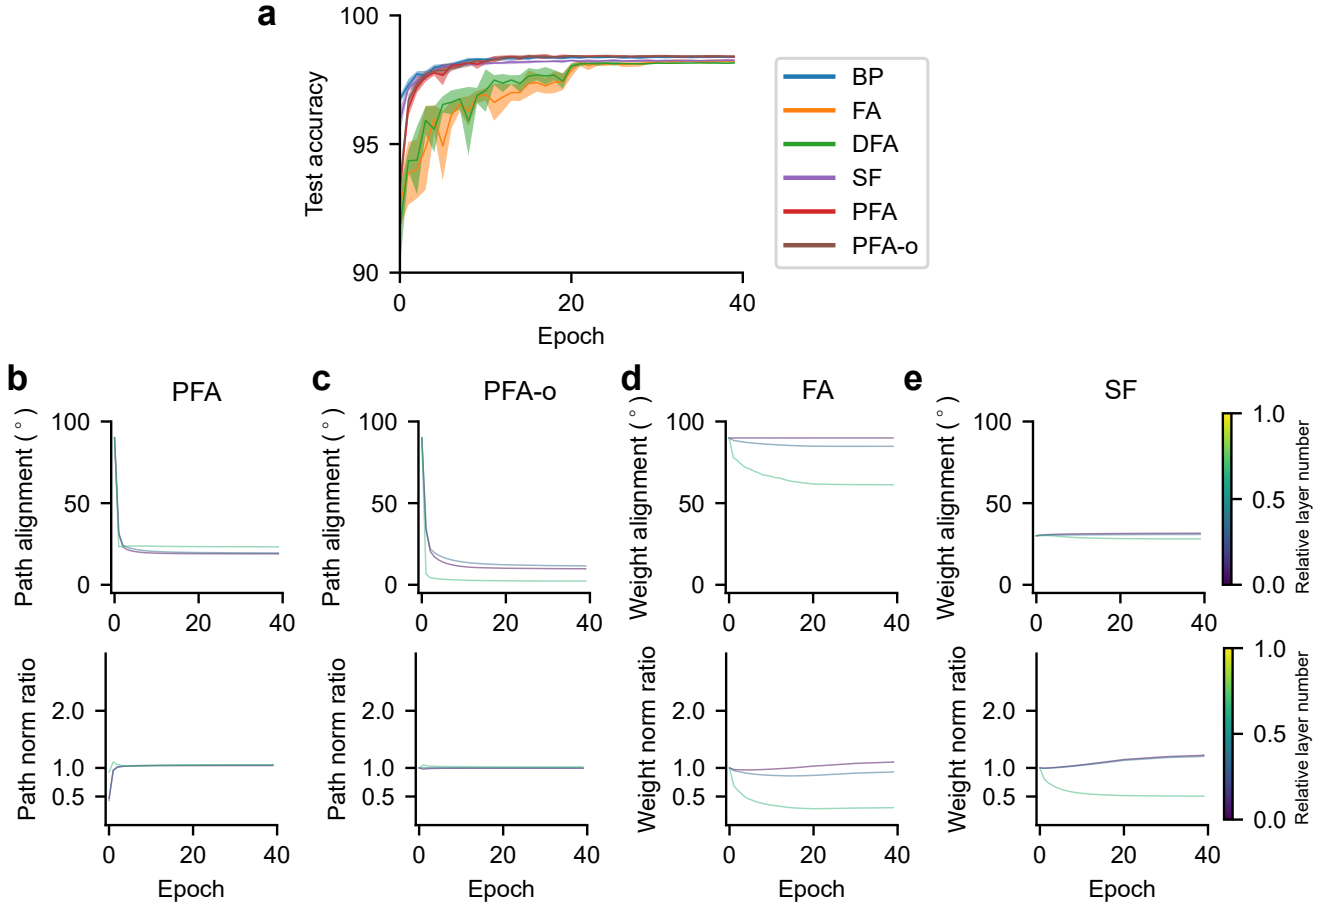 a
100
95
90
Test accuracy
0
20
40
Epoch
BP
FA
DFA
SF
PFA
PFA-o
b
PFA
Path alignment (°)
100
50
0
0
20
40
c
PFA-o
Path alignment (°)
100
50
0
0
20
40
d
FA
Weight alignment (°)
100
50
0
0
20
40
e
SF
Weight alignment (°)
100
50
0
0
20
40
1.0
0.5
0.0
Relative layer number
Path norm ratio
2.0
1.0
0.5
0
20
40
Epoch
Path norm ratio
2.0
1.0
0.5
0
20
40
Epoch
Weight norm ratio
2.0
1.0
0.5
0
20
40
Epoch
Weight norm ratio
2.0
1.0
0.5
0
20
40
Epoch
1.0
0.5
0.0
Relative layer number